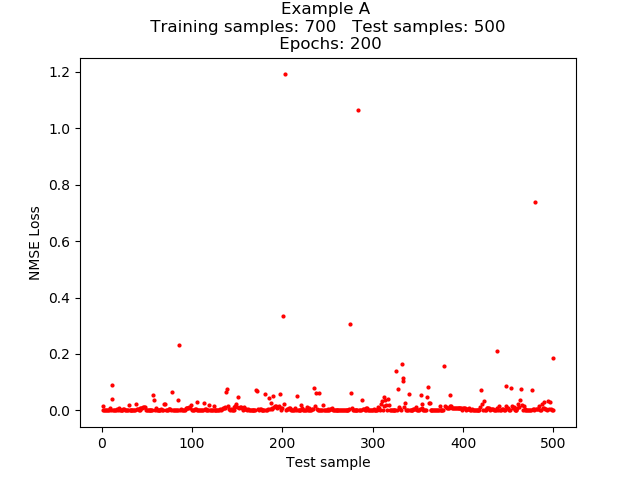 Example A
Training samples: 700   Test samples: 500
Epochs: 200
1.2
1.0
0.8
0.6
0.4
0.2
0.0
NMSE Loss
0 100 200 300 400 500
Test sample